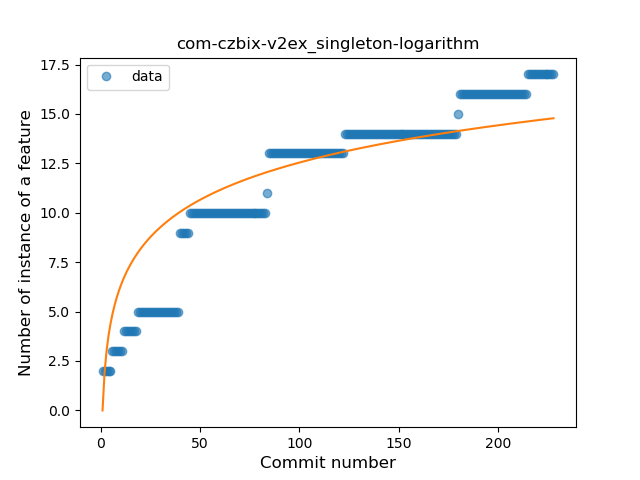 com-czbix-v2ex_singleton-logarithm
data
Number of instance of a feature
17.5
15.0
12.5
10.0
7.5
5.0
2.5
0.0
0 50 100 150 200
Commit number